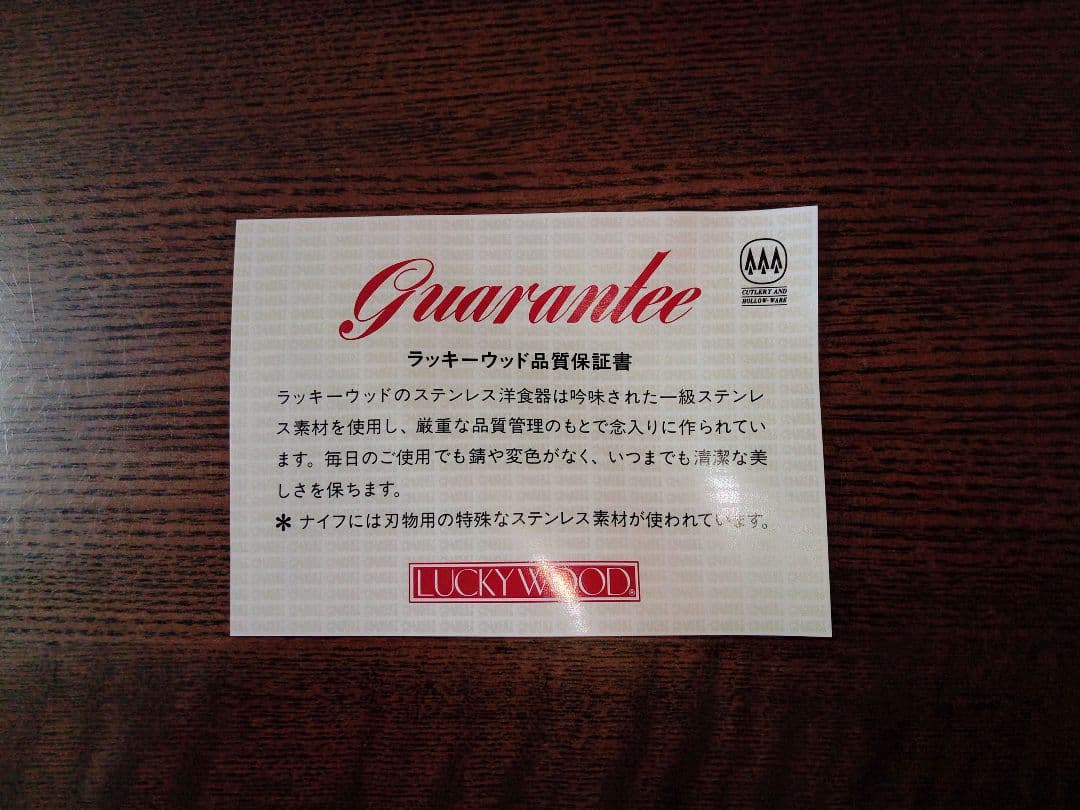 Guarantee
CUTLERY AND
HOLLOW-WARE
ラッキーウッド品質保証書
ラッキーウッドのステンレス洋食器は吟味された一級ステンレ
ス素材を使用し、厳重な品質管理のもとで念入りに作られてい
ます。毎日のご使用でも錆や変色がなく、いつまでも清潔な美
しさを保ちます。
＊ナイフには刃物用の特殊なステンレス素材が使われています。
LUCKYWOOD®